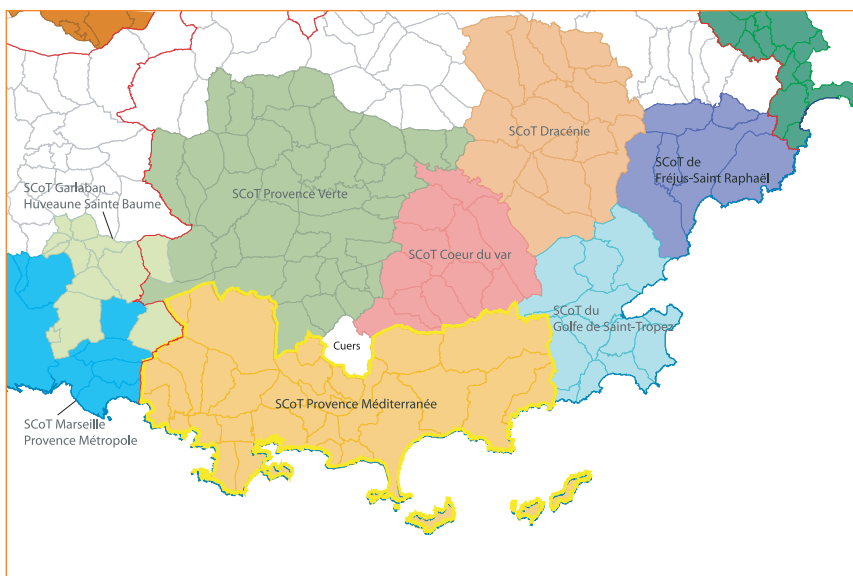 SCoT Dracénie
SCoT de
Fréjus-Saint Raphaël
SCoT Garlaban
Huveaune Sainte Baume
SCoT Provence Verte
SCoT Coeur du var
SCoT du
Golfe de Saint-Tropez
Cuers
SCoT Provence Méditerranée
SCoT Marseille
Provence Métropole